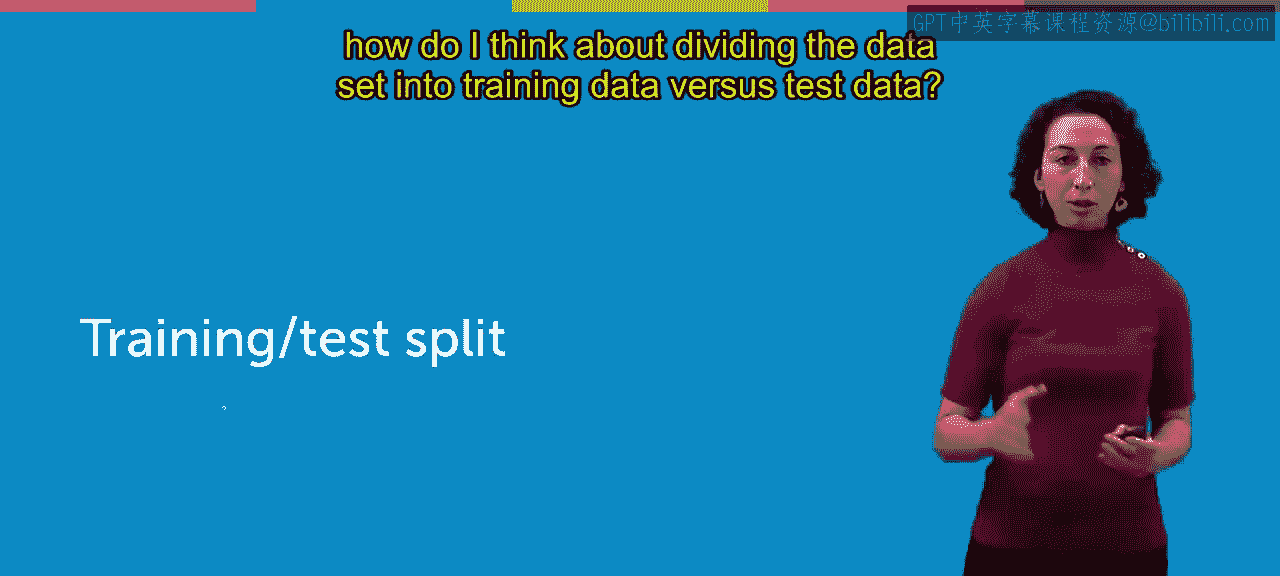 GPT中英字幕课程资源@bilibili.com
how do I think about dividing the data
set into training data versus test data?
Training/test split